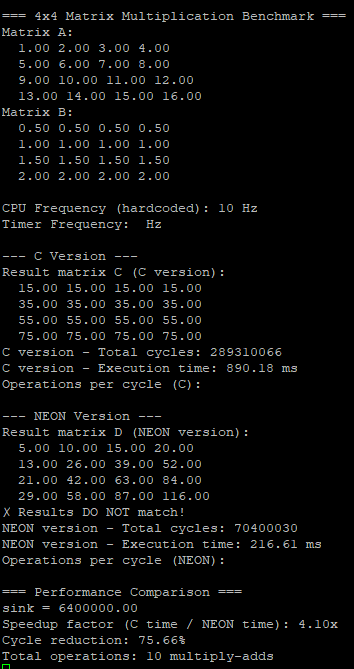 === 4x4 Matrix Multiplication Benchmark ===
Matrix A:
1.00 2.00 3.00 4.00
5.00 6.00 7.00 8.00
9.00 10.00 11.00 12.00
13.00 14.00 15.00 16.00
Matrix B:
0.50 0.50 0.50 0.50
1.00 1.00 1.00 1.00
1.50 1.50 1.50 1.50
2.00 2.00 2.00 2.00
CPU Frequency (hardcoded): 10 Hz
Timer Frequency:  Hz
--- C Version ---
Result matrix C (C version):
15.00 15.00 15.00 15.00
35.00 35.00 35.00 35.00
55.00 55.00 55.00 55.00
75.00 75.00 75.00 75.00
C version - Total cycles: 289310066
C version - Execution time: 890.18 ms
Operations per cycle (C):
--- NEON Version ---
Result matrix D (NEON version):
5.00 10.00 15.00 20.00
13.00 26.00 39.00 52.00
21.00 42.00 63.00 84.00
29.00 58.00 87.00 116.00
✗ Results DO NOT match!
NEON version - Total cycles: 70400030
NEON version - Execution time: 216.61 ms
Operations per cycle (NEON):
=== Performance Comparison ===
sink = 6400000.00
Speedup factor (C time / NEON time): 4.10x
Cycle reduction: 75.66%
Total operations: 10 multiply-adds